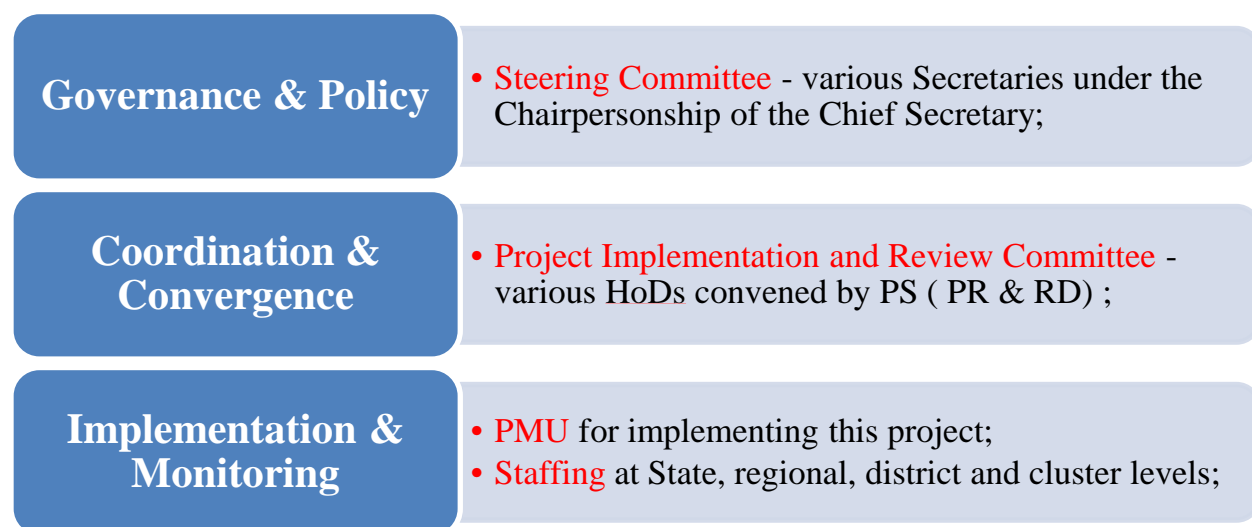 Governance & Policy
• Steering Committee - various Secretaries under the
Chairpersonship of the Chief Secretary;
Coordination &
Convergence
• Project Implementation and Review Committee -
various HoDs convened by PS ( PR & RD) ;
Implementation &
Monitoring
• PMU for implementing this project;
• Staffing at State, regional, district and cluster levels;